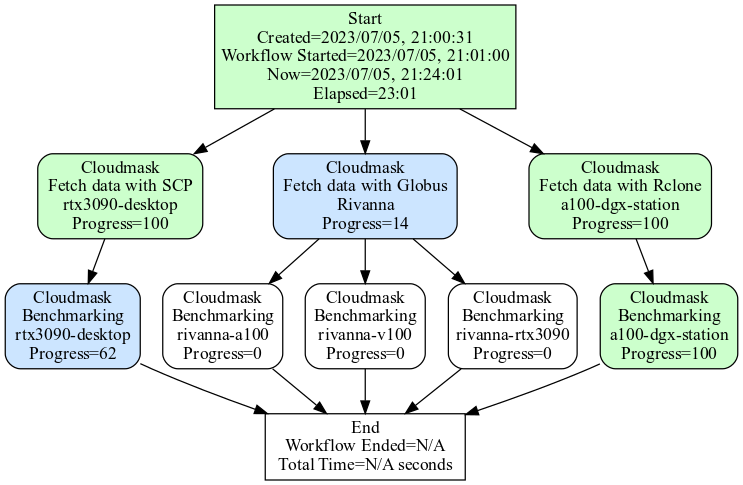 Start
Created=2023/07/05, 21:00:31
Workflow Started=2023/07/05, 21:01:00
Now=2023/07/05, 21:24:01
Elapsed=23:01
Cloudmask
Fetch data with SCP
rtx3090-desktop
Progress=100
Cloudmask
Fetch data with Globus
Rivanna
Progress=14
Cloudmask
Fetch data with Rclone
a100-dgx-station
Progress=100
Cloudmask
Benchmarking
rtx3090-desktop
Progress=62
Cloudmask
Benchmarking
rivanna-a100
Progress=0
Cloudmask
Benchmarking
rivanna-v100
Progress=0
Cloudmask
Benchmarking
rivanna-rtx3090
Progress=0
Cloudmask
Benchmarking
a100-dgx-station
Progress=100
End
Workflow Ended=N/A
Total Time=N/A seconds